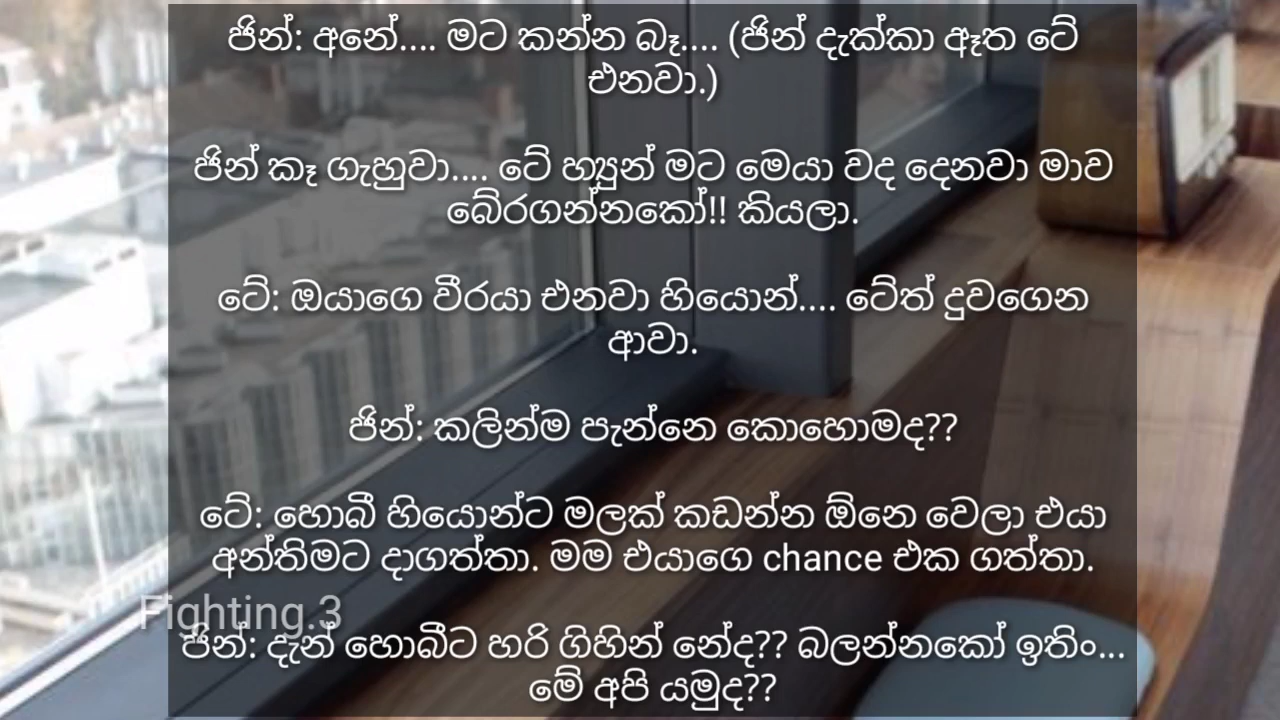 ජින්: අනේ.... මට කන්න බෑ.... (ජින් දැක්කා ඈත ටේ
එනවා.)
ජින් කෑ ගැහුවා.... ටේ හ්‍යුන් මට මෙයා වද දෙනවා මාව
බේරගන්නකෝ!! කියලා.
ටේ: ඔයාගෙ වීරයා එනවා හියොන්.... ටේත් දුවගෙන
ආවා.
ජින්: කලින්ම පැන්නෙ කොහොමද??
ටේ: හොබී හියොන්ට මලක් කඩන්න ඕනෙ වෙලා එයා
අන්තිමට දාගත්තා. මම එයාගෙ chance එක ගත්තා.
Fighting.3
ජින්: දැන් හොබීට හරි ගිහින් නේද?? බලන්නකෝ ඉතිං...
මේ අපි යමුද??